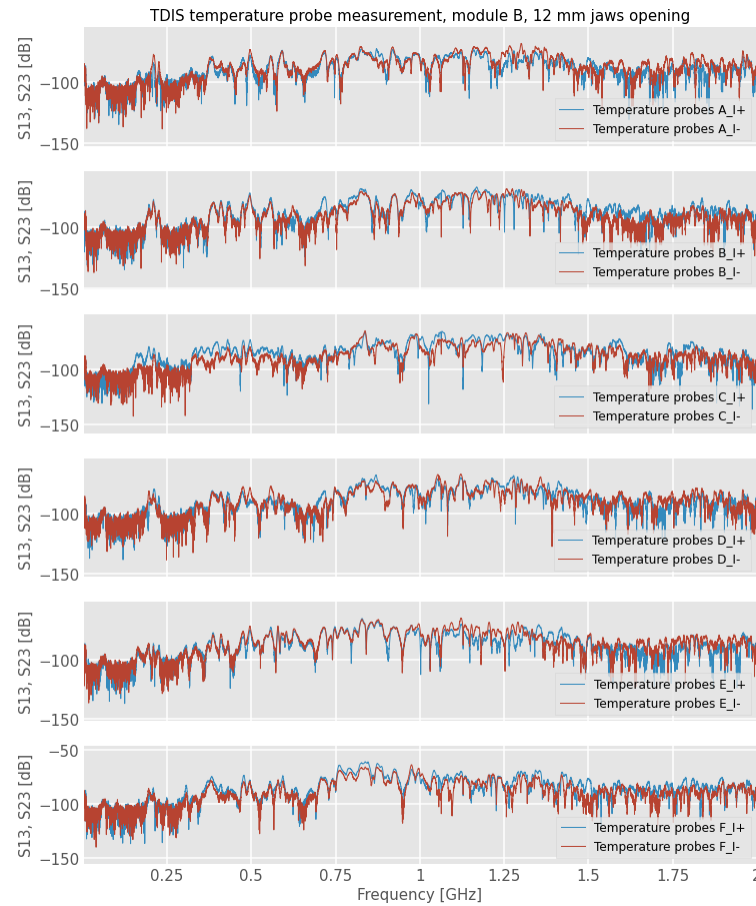 TDIS temperature probe measurement, module B, 12 mm jaws opening
S13, S23 [dB]
−100
−150
Temperature probes A_I+
Temperature probes A_I-
S13, S23 [dB]
−100
−150
Temperature probes B_I+
Temperature probes B_I-
S13, S23 [dB]
−100
−150
Temperature probes C_I+
Temperature probes C_I-
S13, S23 [dB]
−100
−150
Temperature probes D_I+
Temperature probes D_I-
S13, S23 [dB]
−100
−150
Temperature probes E_I+
Temperature probes E_I-
S13, S23 [dB]
−50
−100
−150
Temperature probes F_I+
Temperature probes F_I-
0.25 0.5 0.75 1 1.25 1.5 1.75
Frequency [GHz]